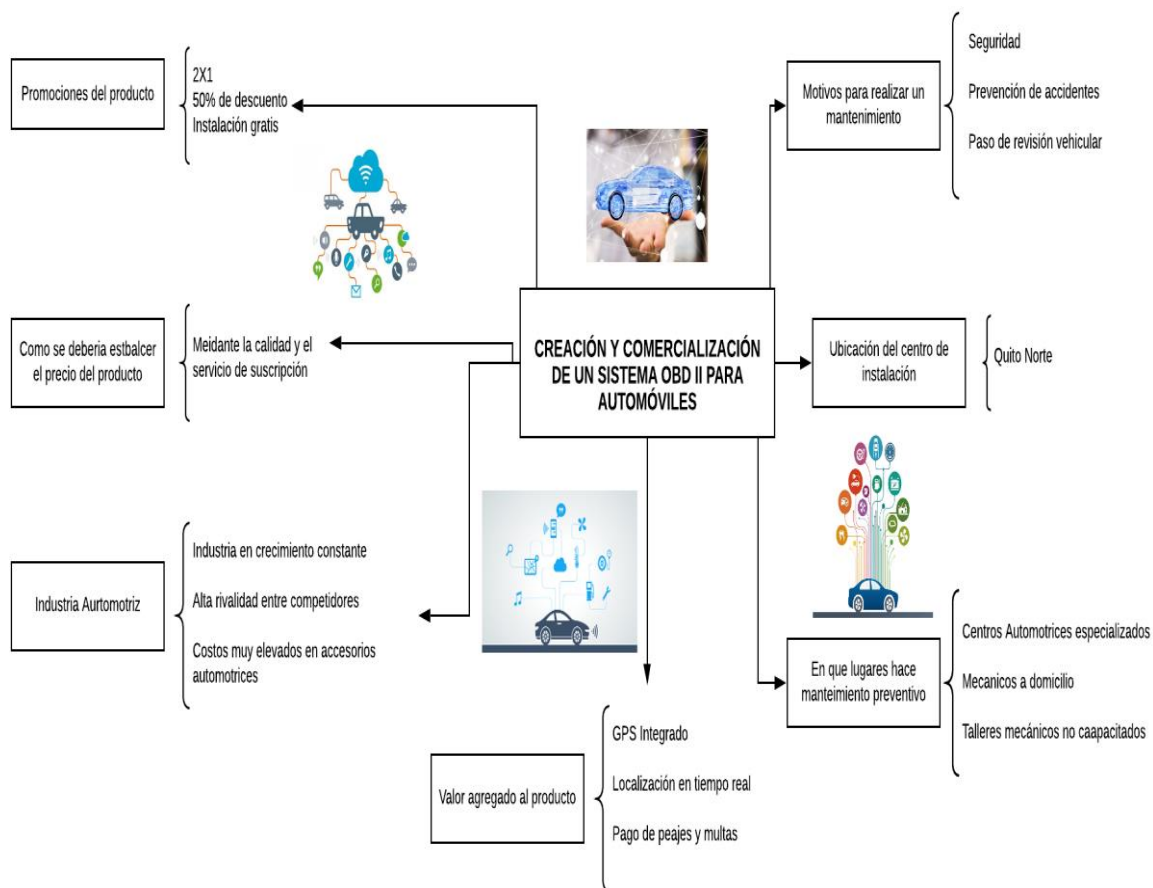 Promociones del producto
2X1
50% de descuento
Instalación gratis
Motivos para realizar un
mantenimiento
Seguridad
Prevención de accidentes
Paso de revisión vehicular
Como se deberia estbalcer
el precio del producto
Meidante la calidad y el
servicio de suscripción
CREACIÓN Y COMERCIALIZACIÓN
DE UN SISTEMA OBD II PARA
AUTOMÓVILES
Ubicación del centro de
instalación
Quito Norte
Industria Aurtomotriz
Industria en crecimiento constante
Alta rivalidad entre competidores
Costos muy elevados en accesorios
automotrices
En que lugares hace
manteimiento preventivo
Centros Automotrices especializados
Mecanicos a domicilio
Talleres mecánicos no caapacitados
Valor agregado al producto
GPS Integrado
Localización en tiempo real
Pago de peajes y multas